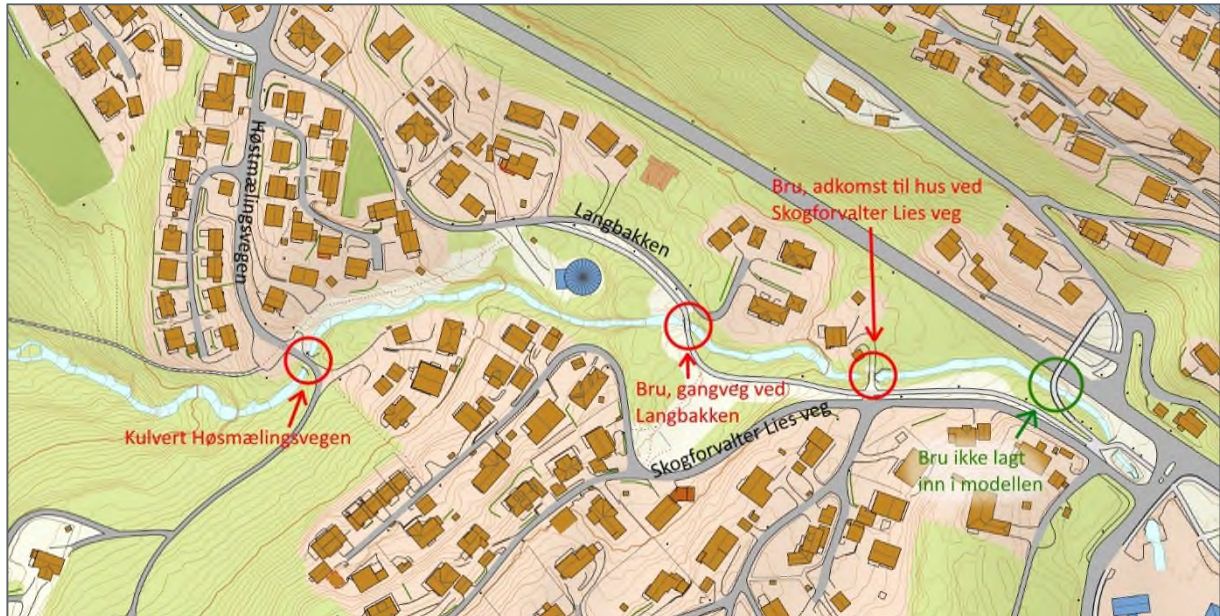 Høstmælingsvegen
Langbakken
Bru, adkomst til hus ved
Skogforvalter Lies veg
Kulvert Høsmælingsvegen
Bru, gangveg ved
Langbakken
Skogforvalter Lies veg
Bru ikke lagt
inn i modellen